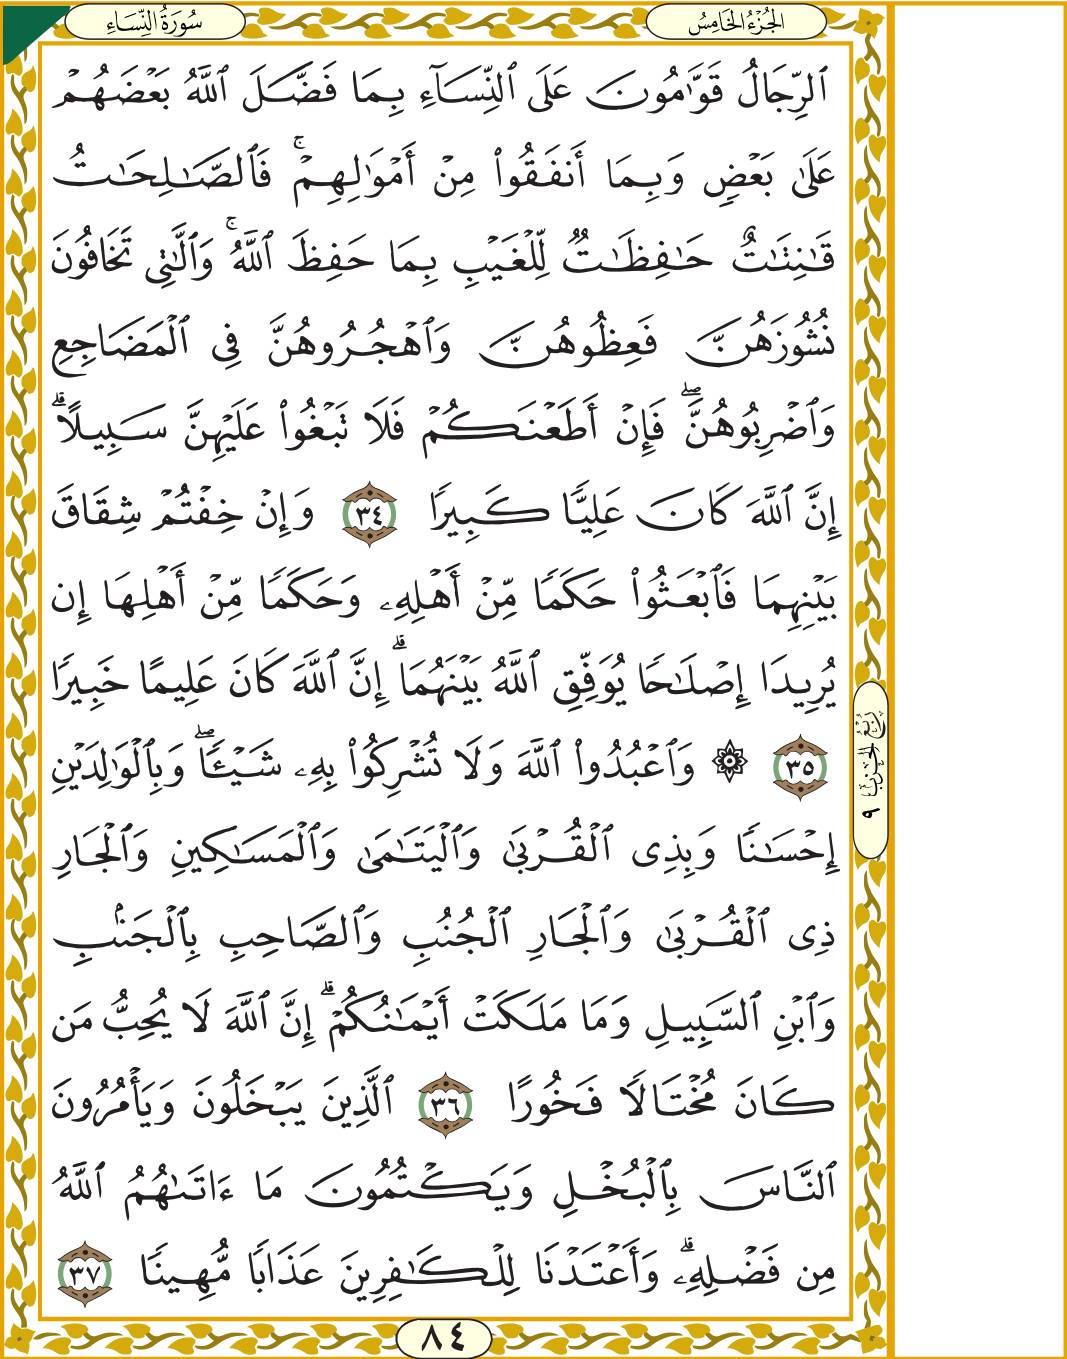 الجُزْءُ الخَامِسُ
سُورَةُ النِّسَاءِ
ٱلرِّجَالُ قَوَّٰمُونَ عَلَى ٱلنِّسَآءِ بِمَا فَضَّلَ ٱللَّهُ بَعْضَهُمْ
عَلَىٰ بَعْضٍ وَبِمَآ أَنفَقُوا۟ مِنْ أَمْوَٰلِهِمْ ۚ فَٱلصَّـٰلِحَـٰتُ
قَـٰنِتَـٰتٌ حَـٰفِظَـٰتٌ لِّلْغَيْبِ بِمَا حَفِظَ ٱللَّهُ ۚ وَٱلَّـٰتِى تَخَافُونَ
نُشُوزَهُنَّ فَعِظُوهُنَّ وَٱهْجُرُوهُنَّ فِى ٱلْمَضَاجِعِ
وَٱضْرِبُوهُنَّ ۖ فَإِنْ أَطَعْنَكُمْ فَلَا تَبْغُوا۟ عَلَيْهِنَّ سَبِيلًا ۗ
إِنَّ ٱللَّهَ كَانَ عَلِيًّا كَبِيرًا ٣٤ وَإِنْ خِفْتُمْ شِقَاقَ
بَيْنِهِمَا فَٱبْعَثُوا۟ حَكَمًا مِّنْ أَهْلِهِۦ وَحَكَمًا مِّنْ أَهْلِهَآ إِن
يُرِيدَآ إِصْلَـٰحًا يُوَفِّقِ ٱللَّهُ بَيْنَهُمَآ ۗ إِنَّ ٱللَّهَ كَانَ عَلِيمًا خَبِيرًا
٣٥ ۞ وَٱعْبُدُوا۟ ٱللَّهَ وَلَا تُشْرِكُوا۟ بِهِۦ شَيْـًٔا ۖ وَبِٱلْوَٰلِدَيْنِ
إِحْسَـٰنًا وَبِذِى ٱلْقُرْبَىٰ وَٱلْيَتَـٰمَىٰ وَٱلْمَسَـٰكِينِ وَٱلْجَارِ
ذِى ٱلْقُرْبَىٰ وَٱلْجَارِ ٱلْجُنُبِ وَٱلصَّاحِبِ بِٱلْجَنۢبِ
وَٱبْنِ ٱلسَّبِيلِ وَمَا مَلَكَتْ أَيْمَـٰنُكُمْ ۗ إِنَّ ٱللَّهَ لَا يُحِبُّ مَن
كَانَ مُخْتَالًا فَخُورًا ٣٦ ٱلَّذِينَ يَبْخَلُونَ وَيَأْمُرُونَ
ٱلنَّاسَ بِٱلْبُخْلِ وَيَكْتُمُونَ مَآ ءَاتَىٰهُمُ ٱللَّهُ
مِن فَضْلِهِۦ ۗ وَأَعْتَدْنَا لِلْكَـٰفِرِينَ عَذَابًا مُّهِينًا ٣٧
رُبْعُ الحِزْبِ ٩
٨٤